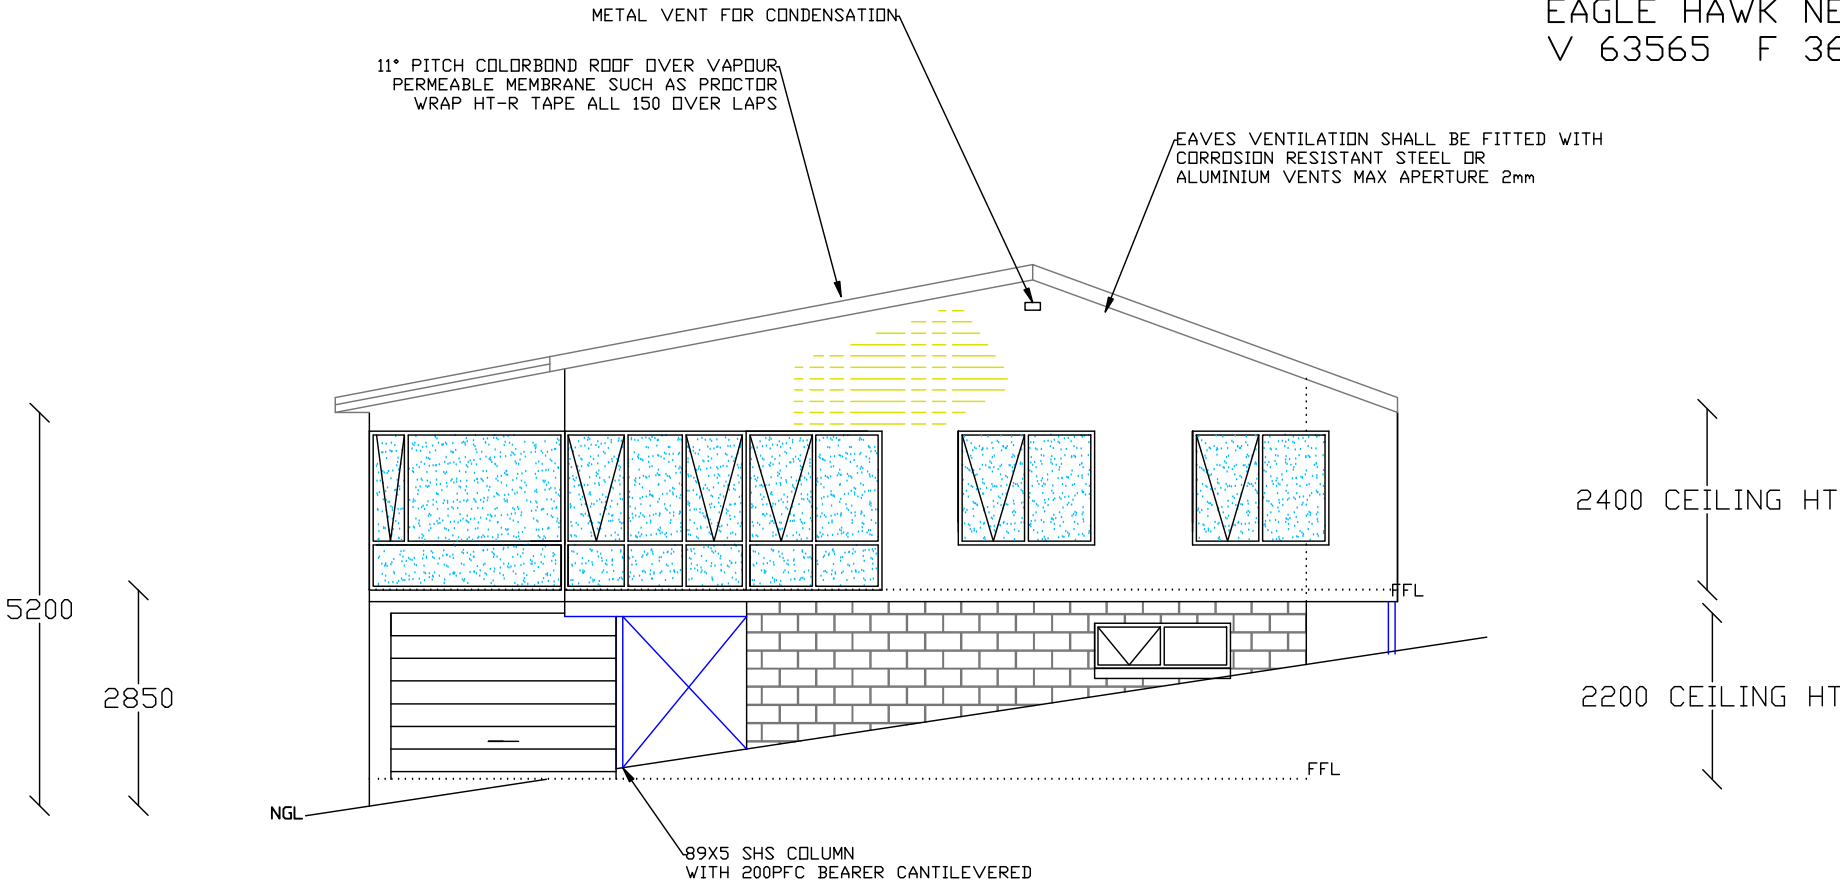 METAL VENT FOR CONDENSATION
EAGLE HAWK NE
V 63565 F 36
11° PITCH COLORBOND ROOF OVER VAPOUR
PERMEABLE MEMBRANE SUCH AS PROCTOR
WRAP HT-R TAPE ALL 150 OVER LAPS
EAVES VENTILATION SHALL BE FITTED WITH
CORROSION RESISTANT STEEL OR
ALUMINIUM VENTS MAX APERTURE 2mm
2400 CEILING HT
FFL
5200
2850
2200 CEILING HT
FFL
NGL
89X5 SHS COLUMN
WITH 200PFC BEARER CANTILEVERED